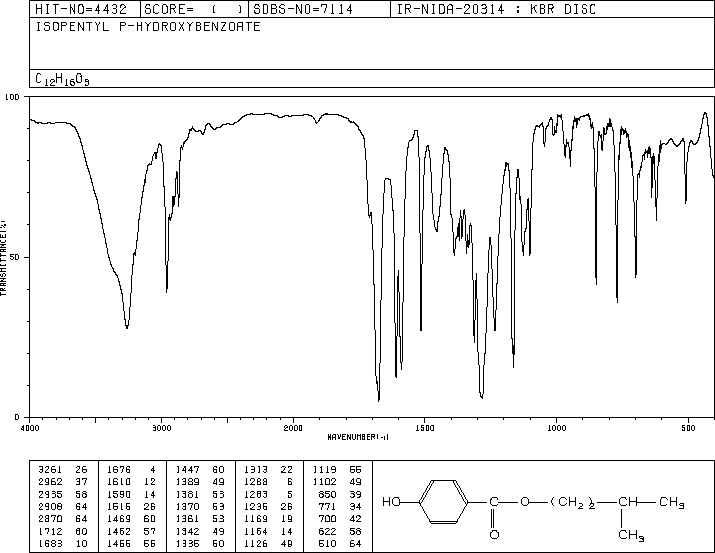 HIT-NO=4432 SCORE= ( ) SDBS-NO=7114 IR-NIDA-20314 : KBR DISC
ISOPENTYL P-HYDROXYBENZOATE
C12H16O3
100
50
0
TRANSMITTANCE(%)
4000 3000 2000 1500 1000 500
WAVENUMBER(-1)
3261 26 1676 4 1447 60 1313 22 1119 55
2962 37 1610 12 1389 49 1288 6 1102 49
2935 58 1590 14 1381 53 1283 5 850 39
2908 64 1516 26 1370 53 1235 26 771 34
2870 64 1469 60 1361 53 1169 19 700 42
1712 60 1462 57 1342 49 1164 14 622 58
1683 10 1456 55 1335 50 1126 49 510 64
HO C O (CH2)2 CH CH3
O CH3